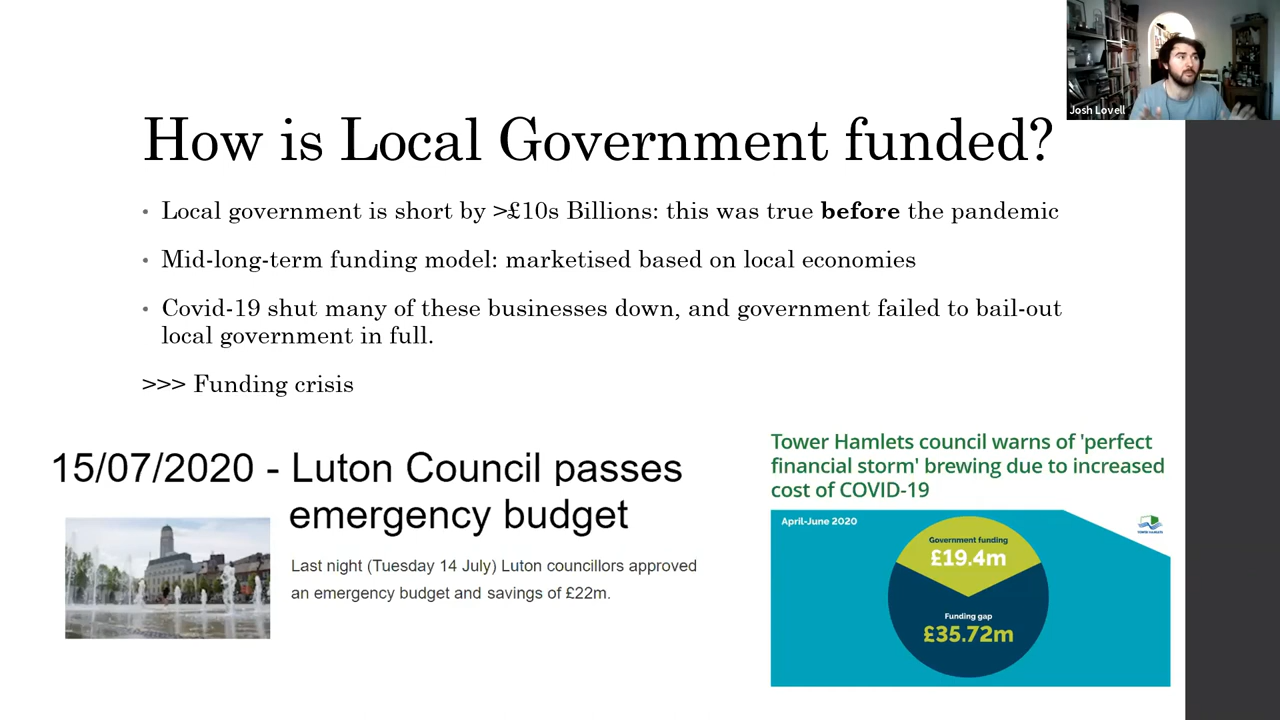 Josh Lovell
How is Local Government funded?
• Local government is short by >£10s Billions: this was true before the pandemic
• Mid-long-term funding model: marketised based on local economies
• Covid-19 shut many of these businesses down, and government failed to bail-out
local government in full.
>>> Funding crisis
15/07/2020 - Luton Council passes
emergency budget
Last night (Tuesday 14 July) Luton councillors approved
an emergency budget and savings of £22m.
Tower Hamlets council warns of 'perfect
financial storm' brewing due to increased
cost of COVID-19
April-June 2020
TOWER HAMLETS
Government funding
£19.4m
Funding gap
£35.72m